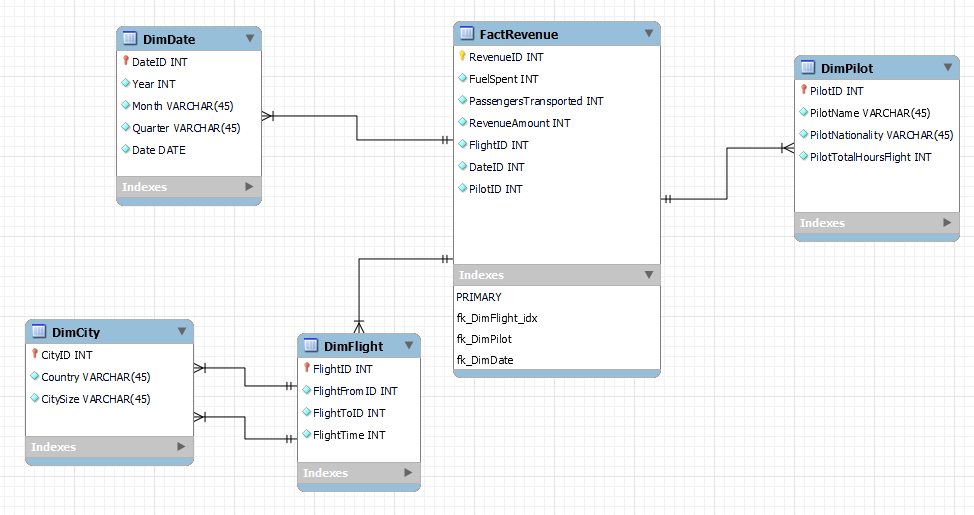 DimDate
DateID INT
Year INT
Month VARCHAR(45)
Quarter VARCHAR(45)
Date DATE
Indexes
FactRevenue
RevenueID INT
FuelSpent INT
PassengersTransported INT
RevenueAmount INT
FlightID INT
DateID INT
PilotID INT
Indexes
PRIMARY
fk_DimFlight_idx
fk_DimPilot
fk_DimDate
DimPilot
PilotID INT
PilotName VARCHAR(45)
PilotNationality VARCHAR(45)
PilotTotalHoursFlight INT
Indexes
DimCity
CityID INT
Country VARCHAR(45)
CitySize VARCHAR(45)
Indexes
DimFlight
FlightID INT
FlightFromID INT
FlightToID INT
FlightTime INT
Indexes